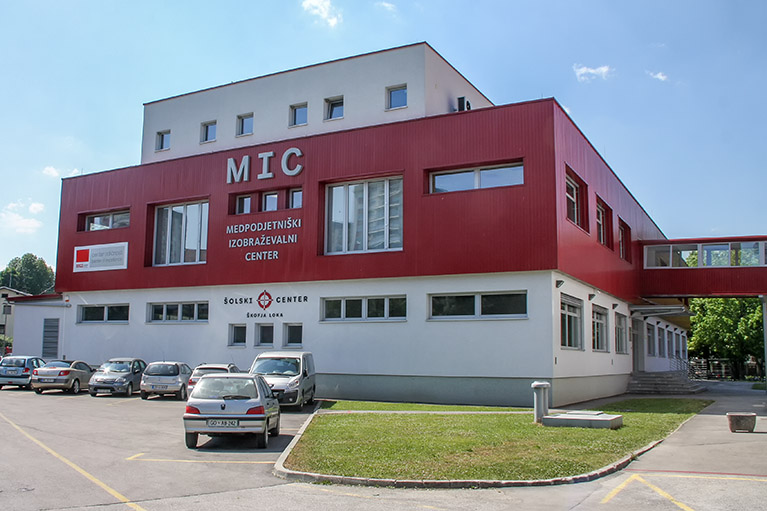 MIC
MEDPODJETNIŠKI
IZOBRAŽEVALNI
CENTER
ŠOLSKI CENTER
ŠKOFJA LOKA